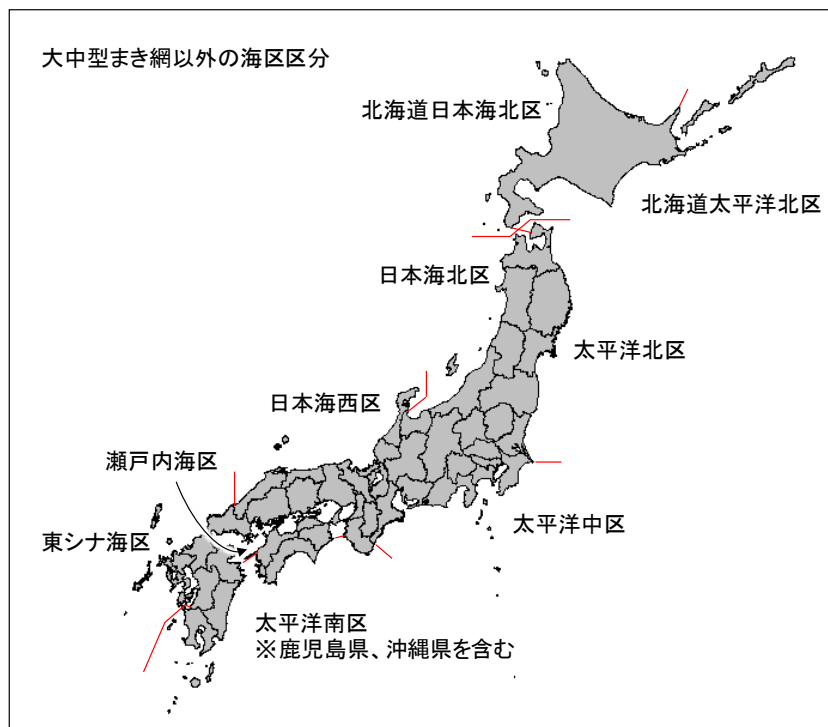 大中型まき網以外の海区区分
北海道日本海北区
北海道太平洋北区
日本海北区
太平洋北区
日本海西区
瀬戸内海区
太平洋中区
東シナ海区
太平洋南区
※鹿児島県、沖縄県を含む